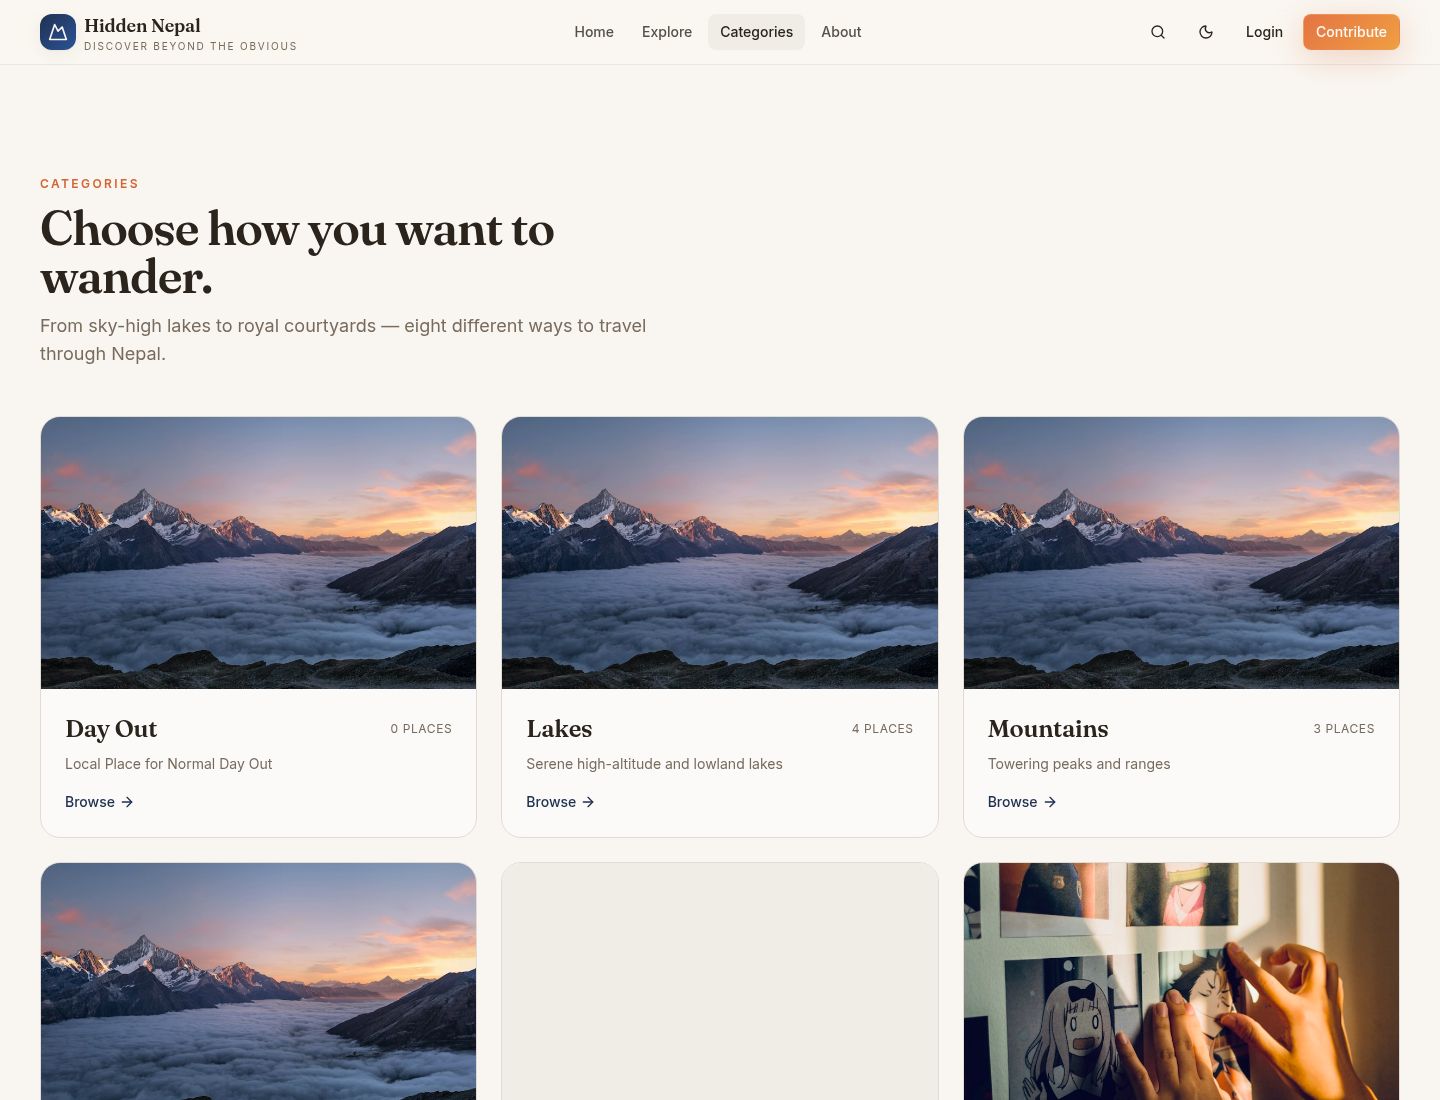 Hidden Nepal
DISCOVER BEYOND THE OBVIOUS
Home
Explore
Categories
About
Login
Contribute
CATEGORIES
Choose how you want to
wander.
From sky-high lakes to royal courtyards — eight different ways to travel
through Nepal.
Day Out
0 PLACES
Local Place for Normal Day Out
Browse
Lakes
4 PLACES
Serene high-altitude and lowland lakes
Browse
Mountains
3 PLACES
Towering peaks and ranges
Browse